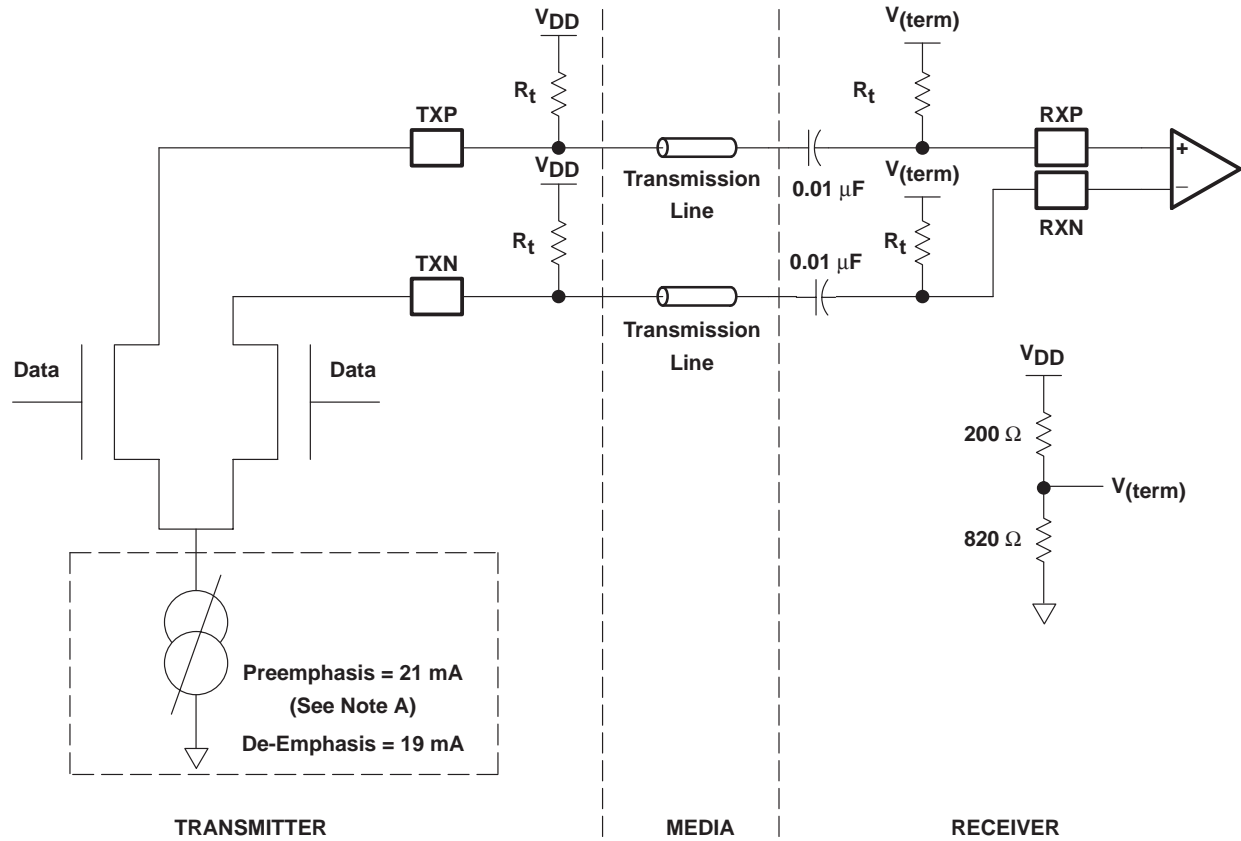 VDD
V(term)
Rt
Rt
TXP
RXP
VDD
V(term)
Transmission
Line
0.01 μF
RXN
Rt
Rt
TXN
0.01 μF
Transmission
Line
Data
Data
VDD
200 Ω
V(term)
820 Ω
Preemphasis = 21 mA
(See Note A)
De-Emphasis = 19 mA
TRANSMITTER
MEDIA
RECEIVER
+
−